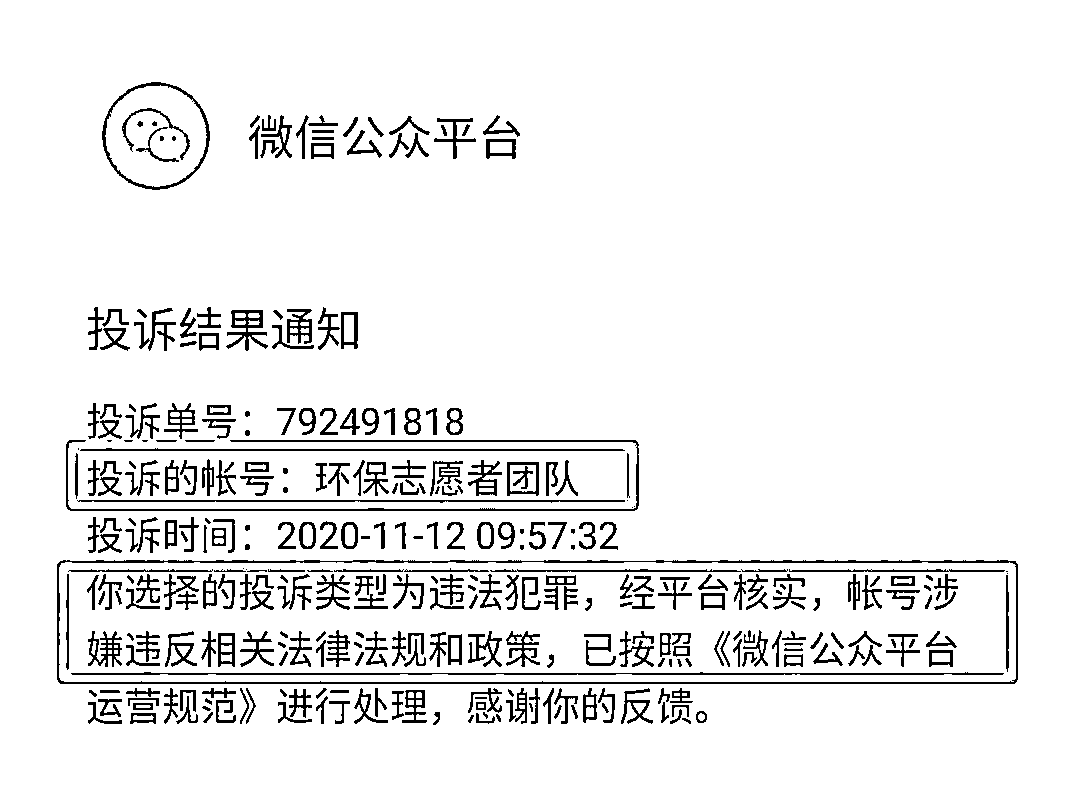 微信公众平台
投诉结果通知
投诉单号：792491818
投诉的帐号：环保志愿者团队
投诉时间：2020-11-12 09:57:32
你选择的投诉类型为违法犯罪，经平台核实，帐号涉
嫌违反相关法律法规和政策，已按照《微信公众平台
运营规范》进行处理，感谢你的反馈。